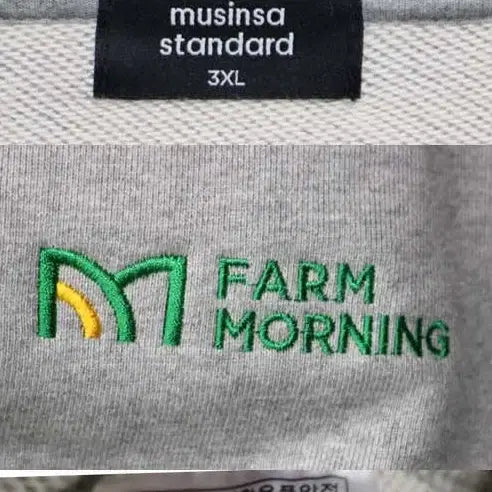 musinsa
standard
3XL
FARM
MORNING